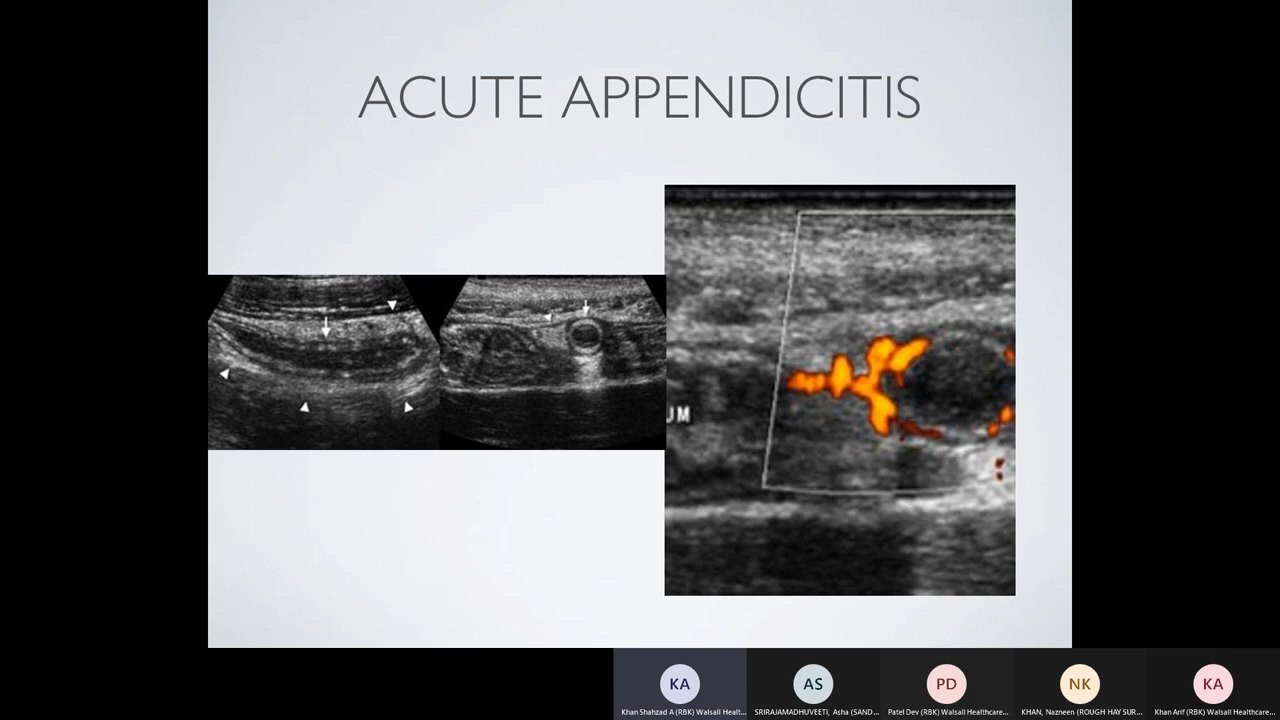 ACUTE APPENDICITIS
UM
KA
AS
PD
NK
KA
Khan Shahzad A (RBK) Walsall Healt...
SRIRAJAMADHUVEETI, Asha (SAND...
Patel Dev (RBK) Walsall Healthcare...
KHAN, Nazneen (ROUGH HAY SUR...
Khan Arif (RBK) Walsall Healthcare...